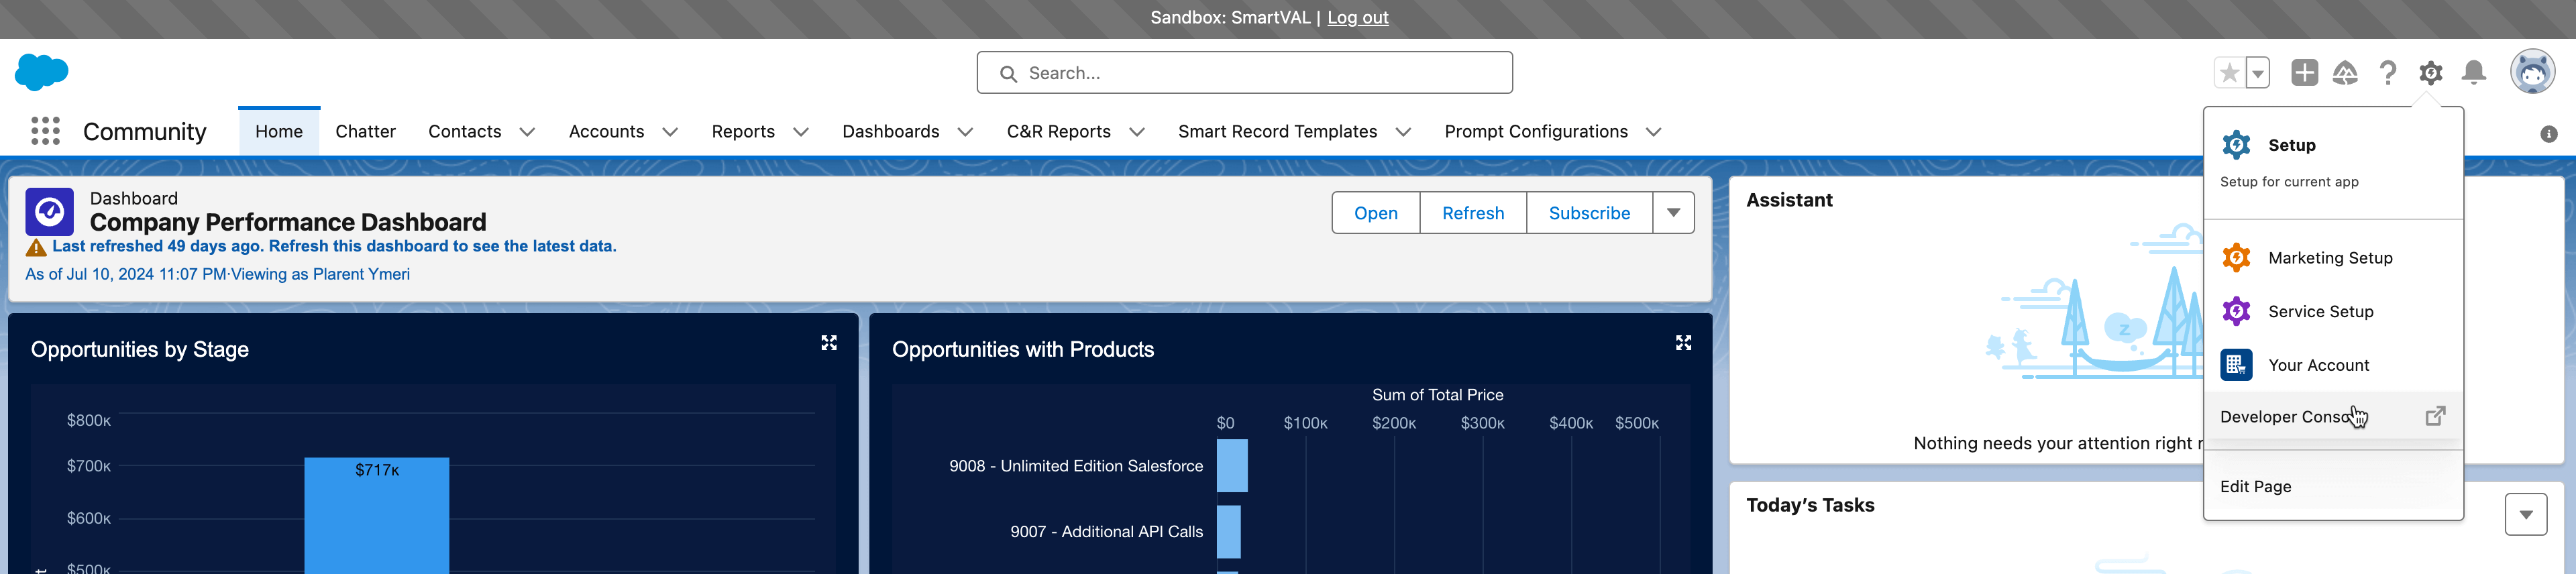 Sandbox: SmartVAL | Log out
Search...
Community
Home
Chatter
Contacts
Accounts
Reports
Dashboards
C&R Reports
Smart Record Templates
Prompt Configurations
Dashboard
Company Performance Dashboard
Last refreshed 49 days ago. Refresh this dashboard to see the latest data.
As of Jul 10, 2024 11:07 PM·Viewing as Plarent Ymeri
Open
Refresh
Subscribe
Opportunities by Stage
$800K
$700K
$717K
$600K
$500K
Opportunities with Products
Sum of Total Price
$0 $100K $200K $300K $400K $500K
9008 - Unlimited Edition Salesforce
9007 - Additional API Calls
Assistant
z
Nothing needs your attention right
Today's Tasks
Setup
Setup for current app
Marketing Setup
Service Setup
Your Account
Developer
Edit Page